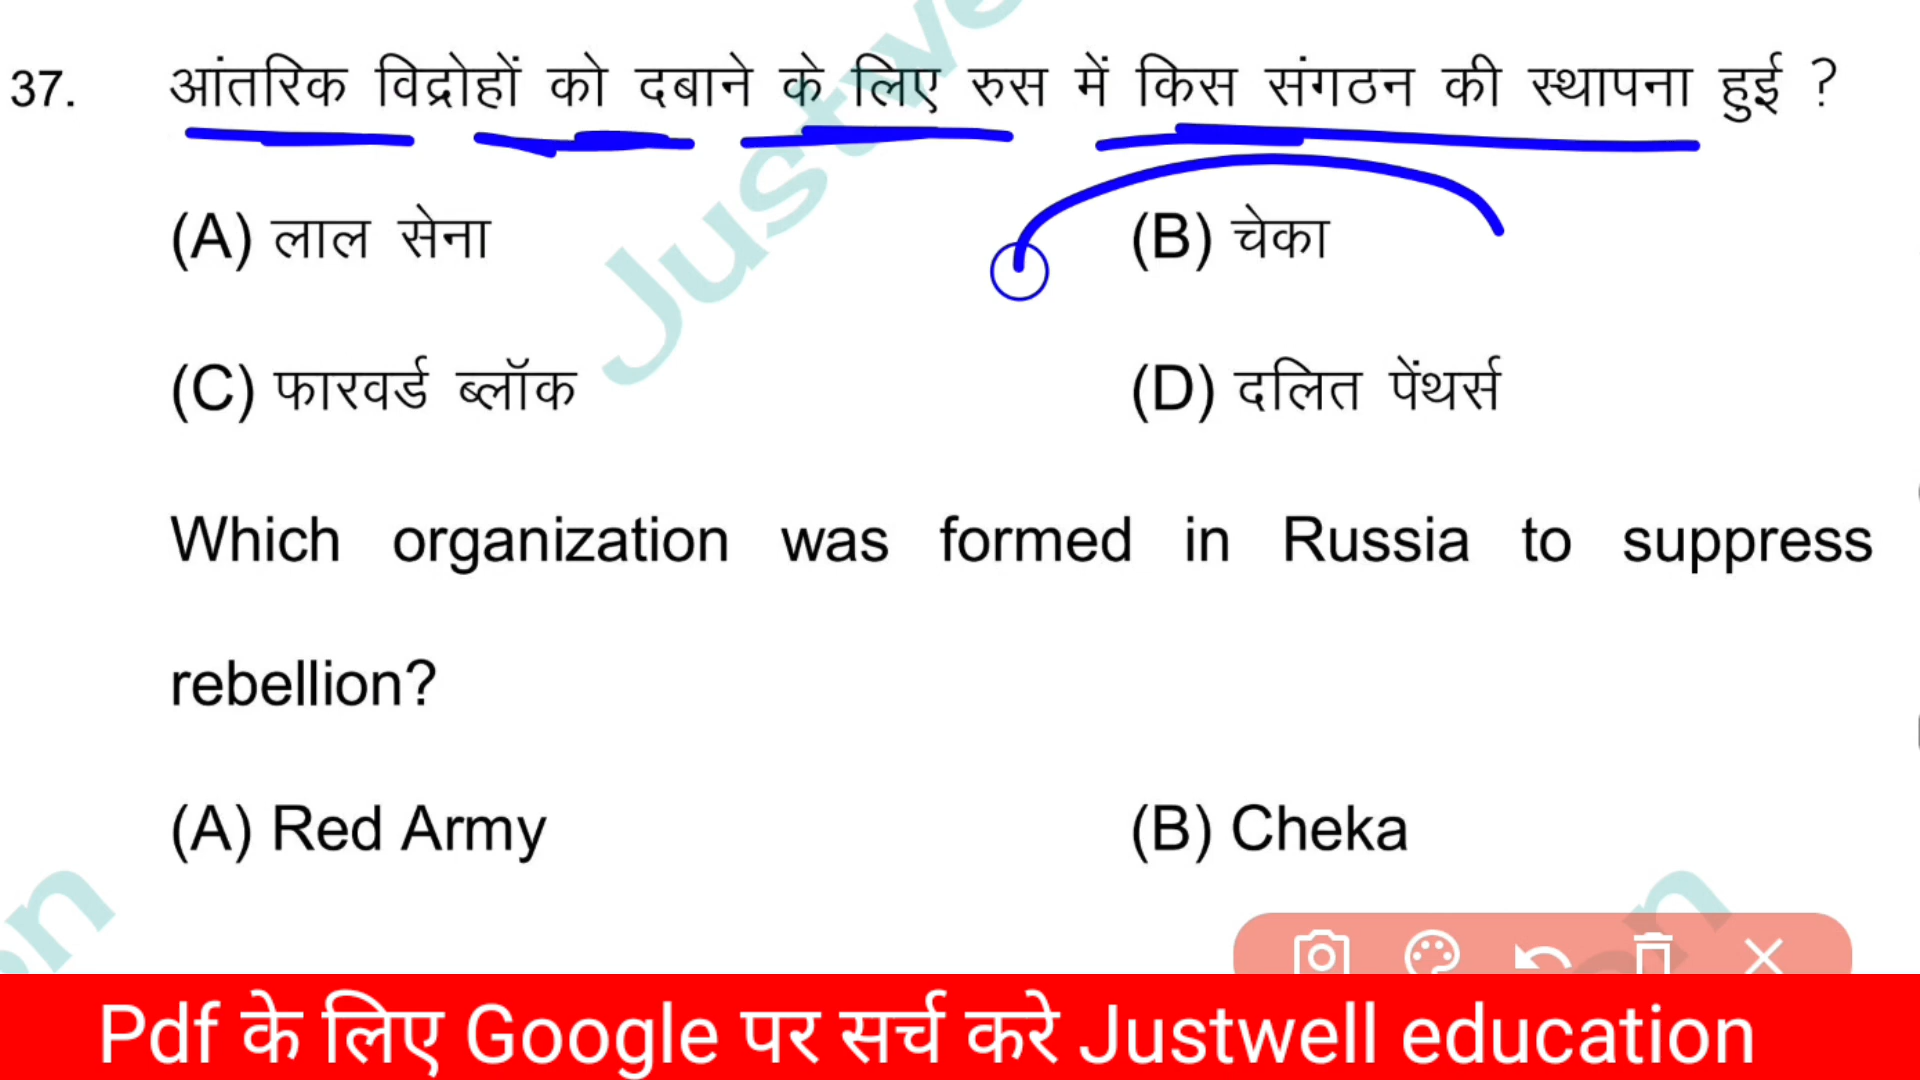 37. आंतरिक विद्रोहों को दबाने के लिए रुस में किस संगठन की स्थापना हुई ?
(A) लाल सेना (B) चेका
(C) फारवर्ड ब्लॉक (D) दलित पेंथर्स
Which organization was formed in Russia to suppress
rebellion?
(A) Red Army (B) Cheka
Pdf के लिए Google पर सर्च करे Justwell education